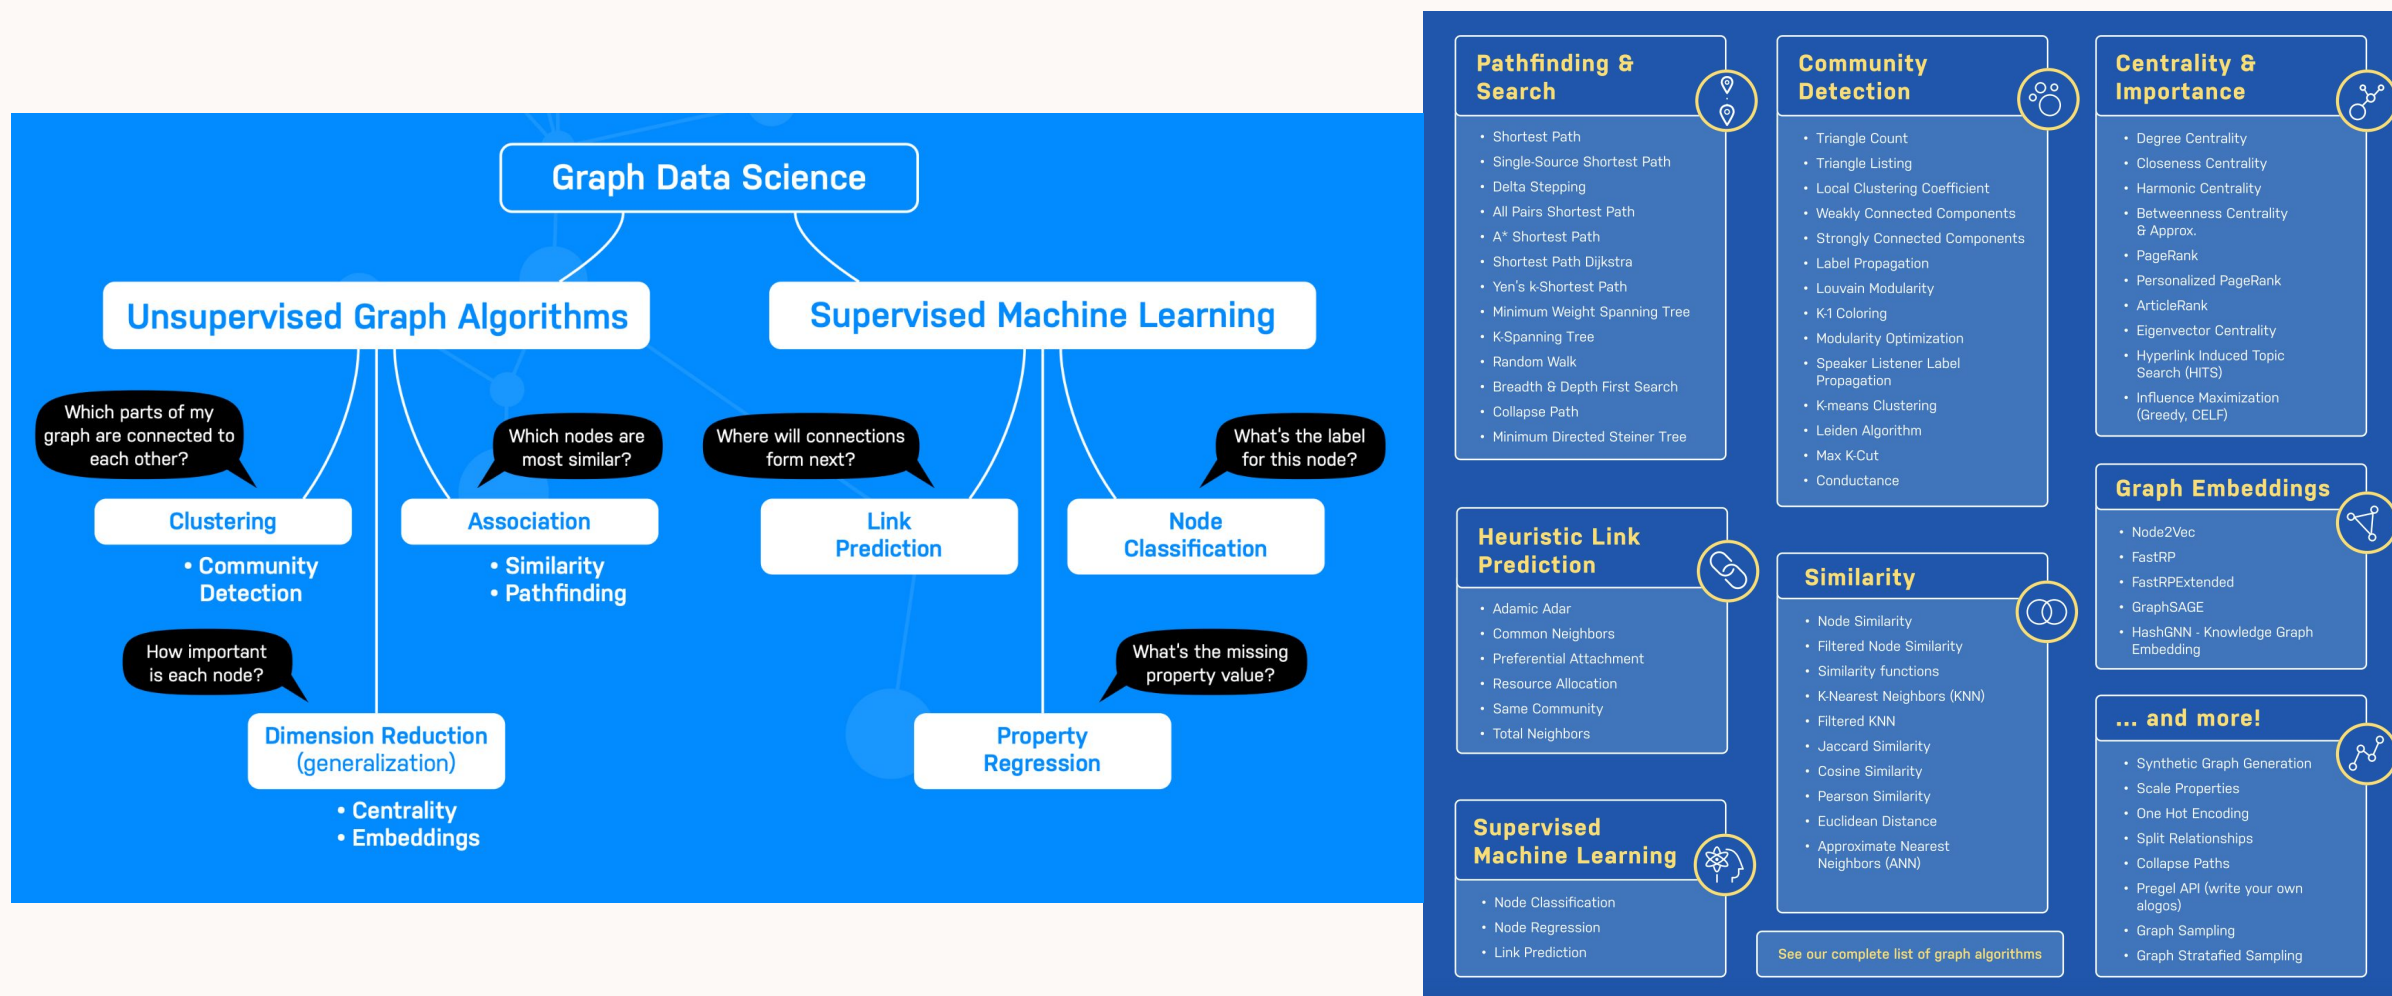 Graph Data Science
Unsupervised Graph Algorithms
Supervised Machine Learning
Which parts of my
graph are connected to
each other?
Which nodes are
most similar?
Where will connections
form next?
What's the label
for this node?
Clustering
• Community
Detection
Association
• Similarity
• Pathfinding
Link
Prediction
Node
Classification
How important
is each node?
What's the missing
property value?
Dimension Reduction
(generalization)
• Centrality
• Embeddings
Property
Regression
Pathfinding &
Search
• Shortest Path
• Single-Source Shortest Path
• Delta Stepping
• All Pairs Shortest Path
• A* Shortest Path
• Shortest Path Dijkstra
• Yen's k-Shortest Path
• Minimum Weight Spanning Tree
• K-Spanning Tree
• Random Walk
• Breadth & Depth First Search
• Collapse Path
• Minimum Directed Steiner Tree
Heuristic Link
Prediction
• Adamic Adar
• Common Neighbors
• Preferential Attachment
• Resource Allocation
• Same Community
• Total Neighbors
Supervised
Machine Learning
• Node Classification
• Node Regression
• Link Prediction
Community
Detection
• Triangle Count
• Triangle Listing
• Local Clustering Coefficient
• Weakly Connected Components
• Strongly Connected Components
• Label Propagation
• Louvain Modularity
• K-1 Coloring
• Modularity Optimization
• Speaker Listener Label
Propagation
• K-means Clustering
• Leiden Algorithm
• Max K-Cut
• Conductance
Similarity
• Node Similarity
• Filtered Node Similarity
• Similarity functions
• K-Nearest Neighbors (KNN)
• Filtered KNN
• Jaccard Similarity
• Cosine Similarity
• Pearson Similarity
• Euclidean Distance
• Approximate Nearest
Neighbors (ANN)
See our complete list of graph algorithms
Centrality &
Importance
• Degree Centrality
• Closeness Centrality
• Harmonic Centrality
• Betweenness Centrality
& Approx.
• PageRank
• Personalized PageRank
• ArticleRank
• Eigenvector Centrality
• Hyperlink Induced Topic
Search (HITS)
• Influence Maximization
(Greedy, CELF)
Graph Embeddings
• Node2Vec
• FastRP
• FastRPExtended
• GraphSAGE
• HashGNN - Knowledge Graph
Embedding
... and more!
• Synthetic Graph Generation
• Scale Properties
• One Hot Encoding
• Split Relationships
• Collapse Paths
• Pregel API (write your own
alogos)
• Graph Sampling
• Graph Stratafied Sampling